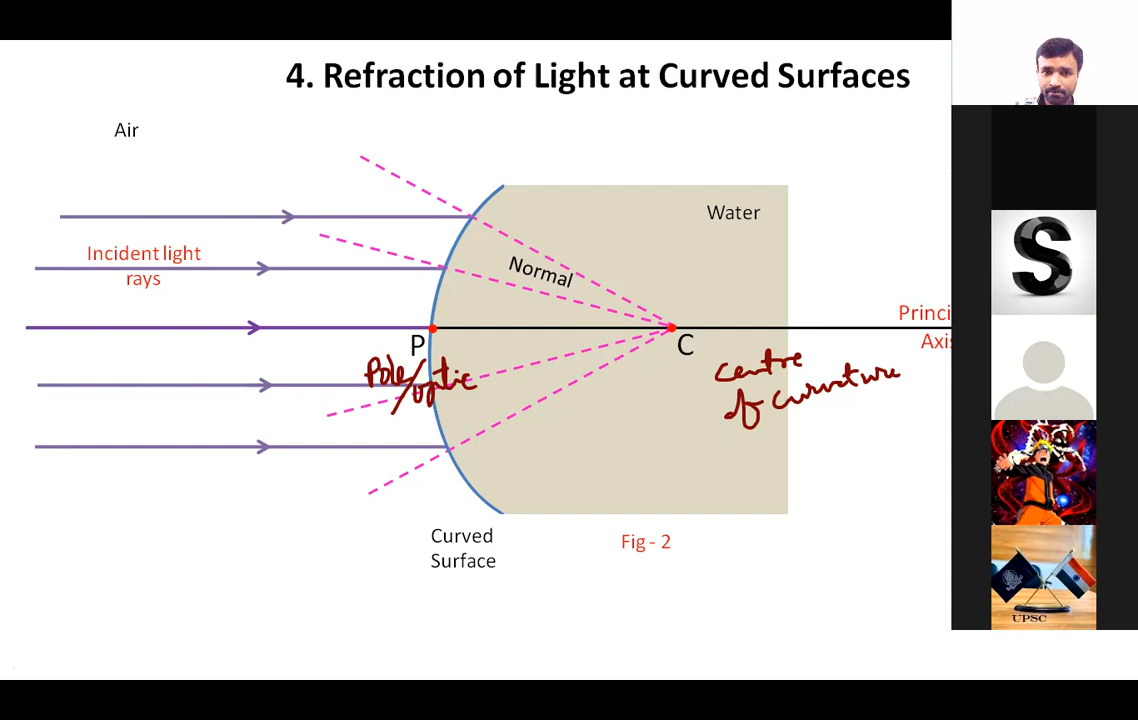 4. Refraction of Light at Curved Surfaces
Air
Water
Incident light
rays
Normal
Princi
Axis
P
C
Pole/optic
Centre
of curvature
Curved
Surface
Fig - 2
S
UPSC